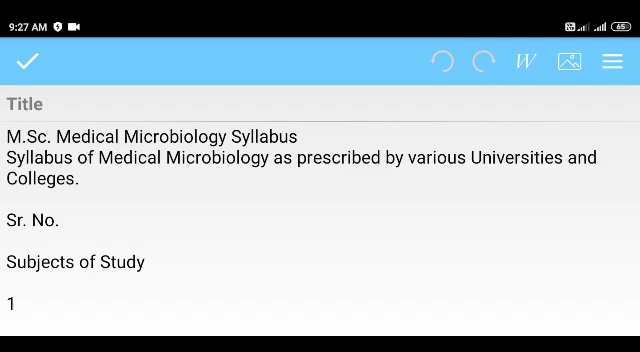 9:27 AM
65
W
Title
M.Sc. Medical Microbiology Syllabus
Syllabus of Medical Microbiology as prescribed by various Universities and
Colleges.
Sr. No.
Subjects of Study
1